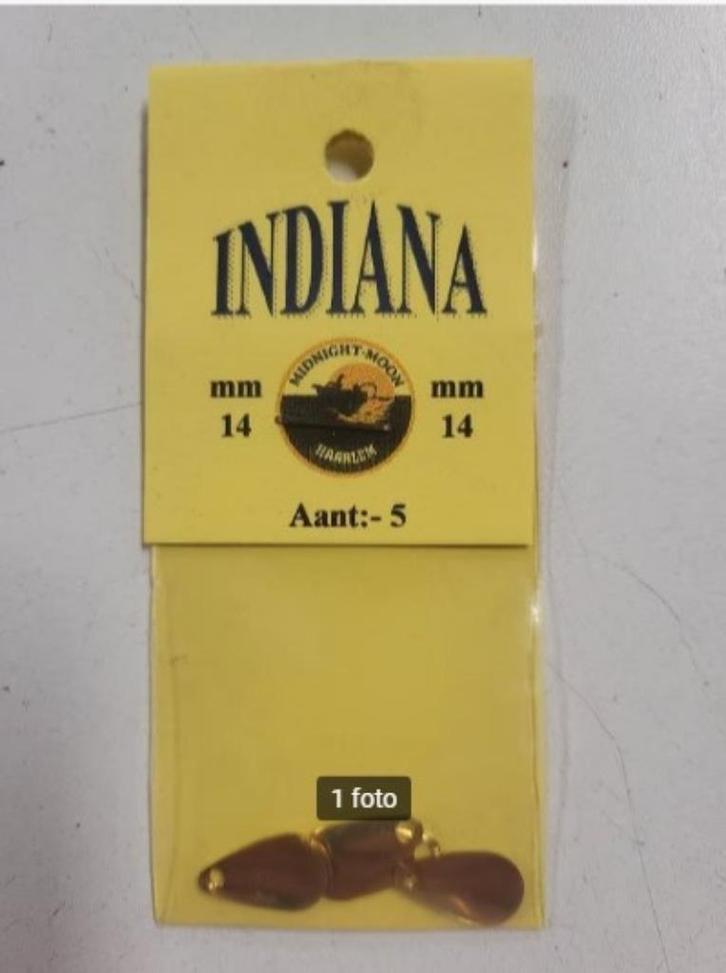 INDIANA
MIDNIGHT-MOON
mm mm
14 14
HAARLEM
Aant:- 5
1 foto